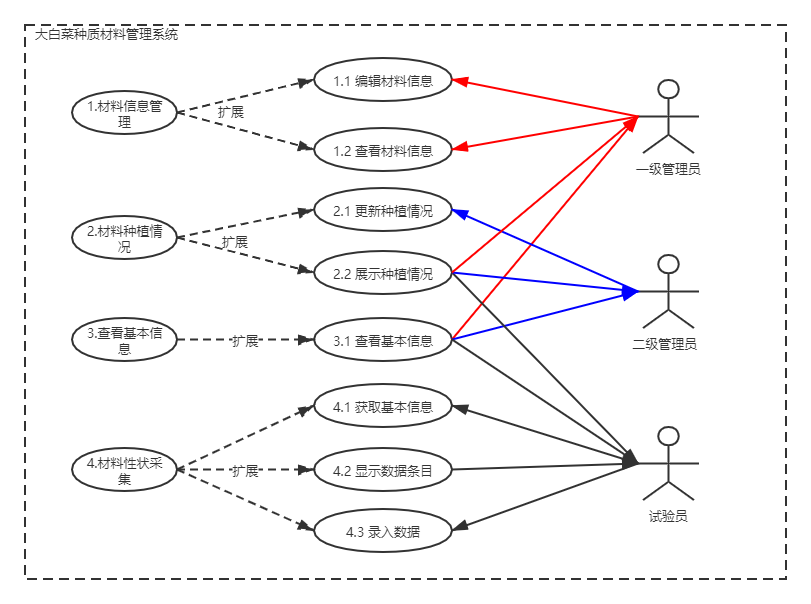 大白菜种质材料管理系统
1.材料信息管
理
扩展
1.1 编辑材料信息
1.2 查看材料信息
一级管理员
2.材料种植情
况
扩展
2.1 更新种植情况
2.2 展示种植情况
二级管理员
3.查看基本信
息
扩展
3.1 查看基本信息
4.材料性状采
集
扩展
4.1 获取基本信息
4.2 显示数据条目
4.3 录入数据
试验员